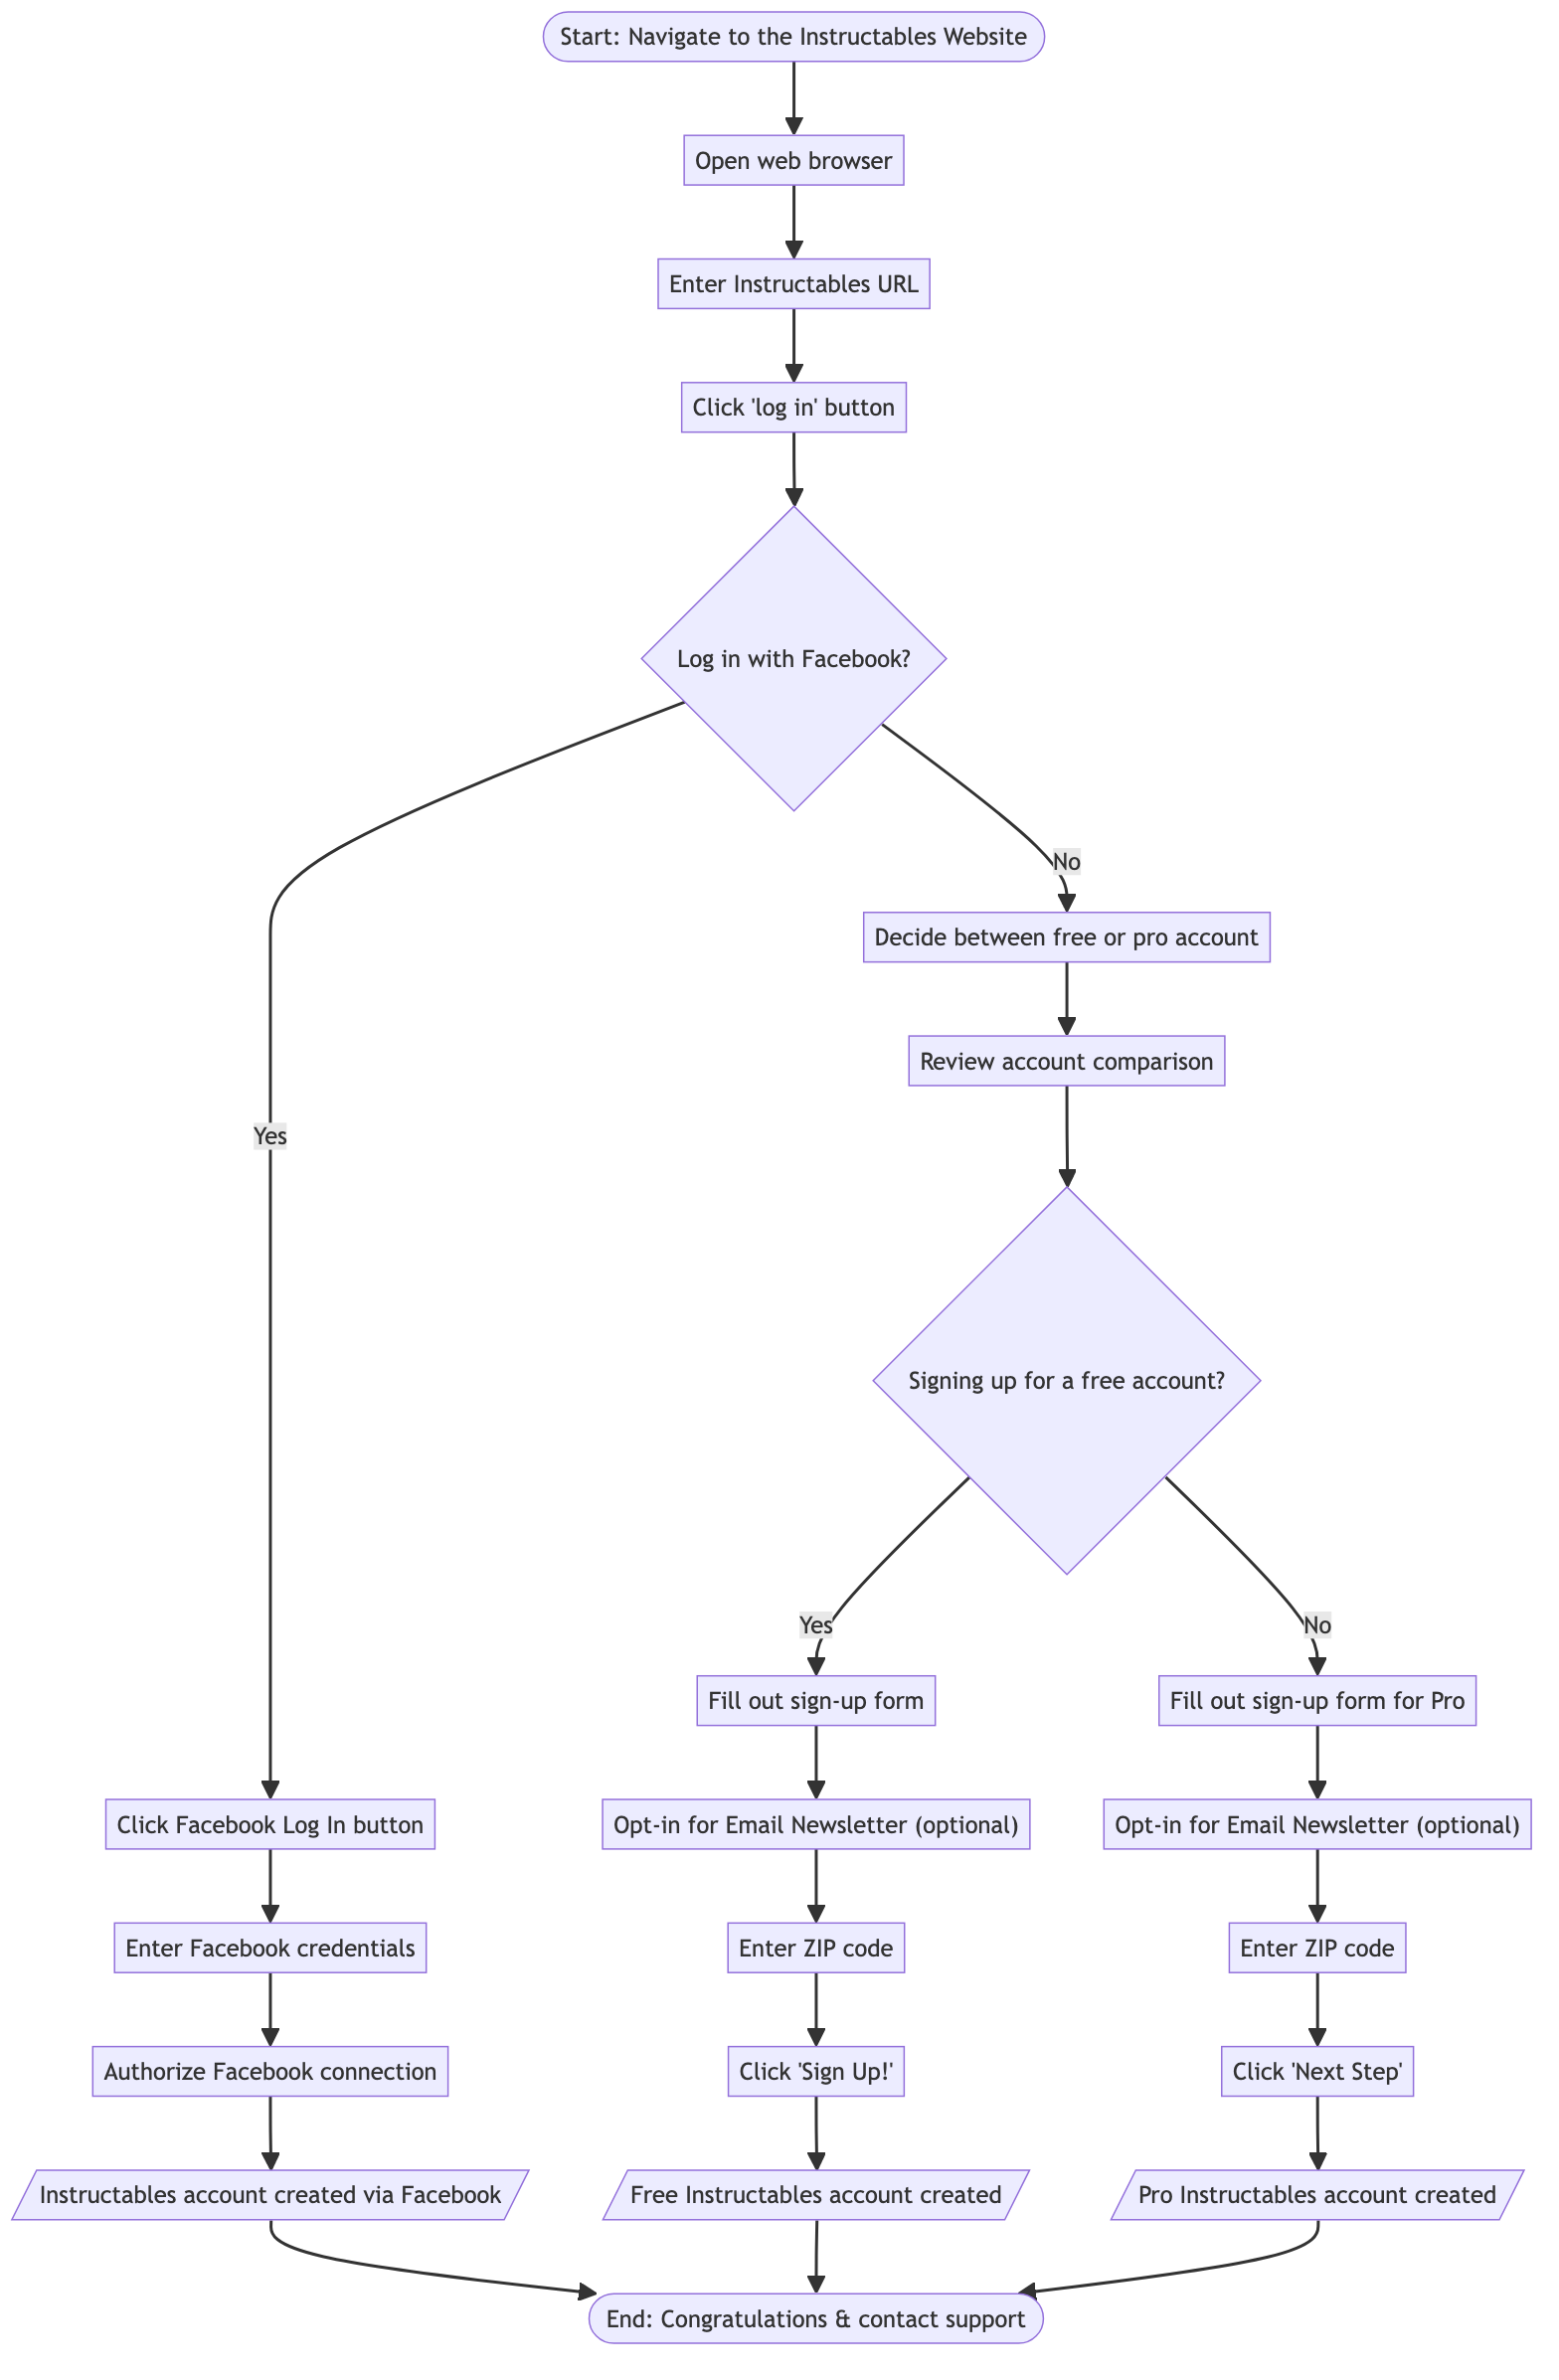 Start: Navigate to the Instructables Website
Open web browser
Enter Instructables URL
Click 'log in' button
Log in with Facebook?
No
Decide between free or pro account
Review account comparison
Yes
Signing up for a free account?
Yes
No
Fill out sign-up form
Fill out sign-up form for Pro
Click Facebook Log In button
Opt-in for Email Newsletter (optional)
Opt-in for Email Newsletter (optional)
Enter Facebook credentials
Enter ZIP code
Enter ZIP code
Authorize Facebook connection
Click 'Sign Up!'
Click 'Next Step'
Instructables account created via Facebook
Free Instructables account created
Pro Instructables account created
End: Congratulations & contact support